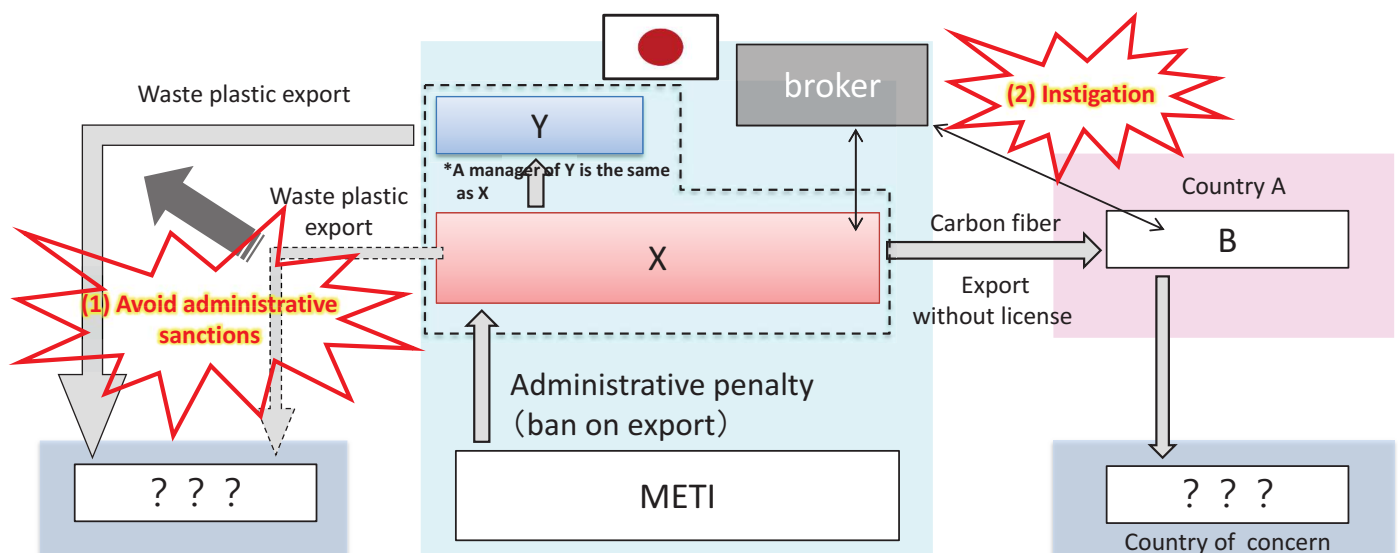 Waste plastic export
broker
(2) Instigation
Y
*A manager of Y is the same
as X
Country A
Waste plastic
export
X
Carbon fiber
B
Export
without license
(1) Avoid administrative
sanctions
Administrative penalty
（ban on export）
？？？
METI
？？？
Country of concern